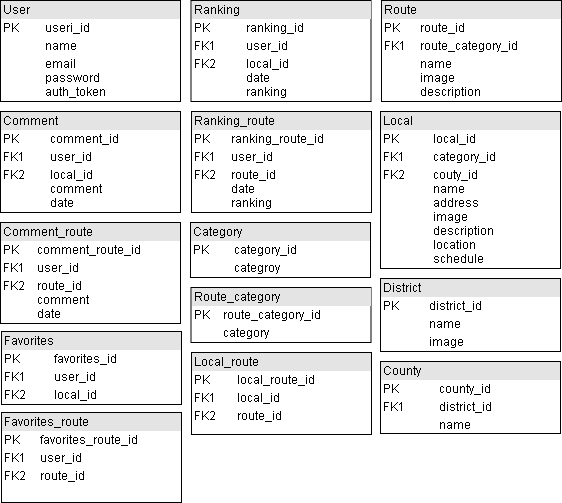 User
PK useri_id
name
email
password
auth_token
Comment
PK comment_id
FK1 user_id
FK2 local_id
comment
date
Comment_route
PK comment_route_id
FK1 user_id
FK2 route_id
comment
date
Favorites
PK favorites_id
FK1 user_id
FK2 local_id
Favorites_route
PK favorites_route_id
FK1 user_id
FK2 route_id
Ranking
PK ranking_id
FK1 user_id
FK2 local_id
date
ranking
Ranking_route
PK ranking_route_id
FK1 user_id
FK2 route_id
date
ranking
Category
PK category_id
categroy
Route_category
PK route_category_id
category
Local_route
PK local_route_id
FK1 local_id
FK2 route_id
Route
PK route_id
FK1 route_category_id
name
image
description
Local
PK local_id
FK1 category_id
FK2 couty_id
name
address
image
description
location
schedule
District
PK district_id
name
image
County
PK county_id
FK1 district_id
name